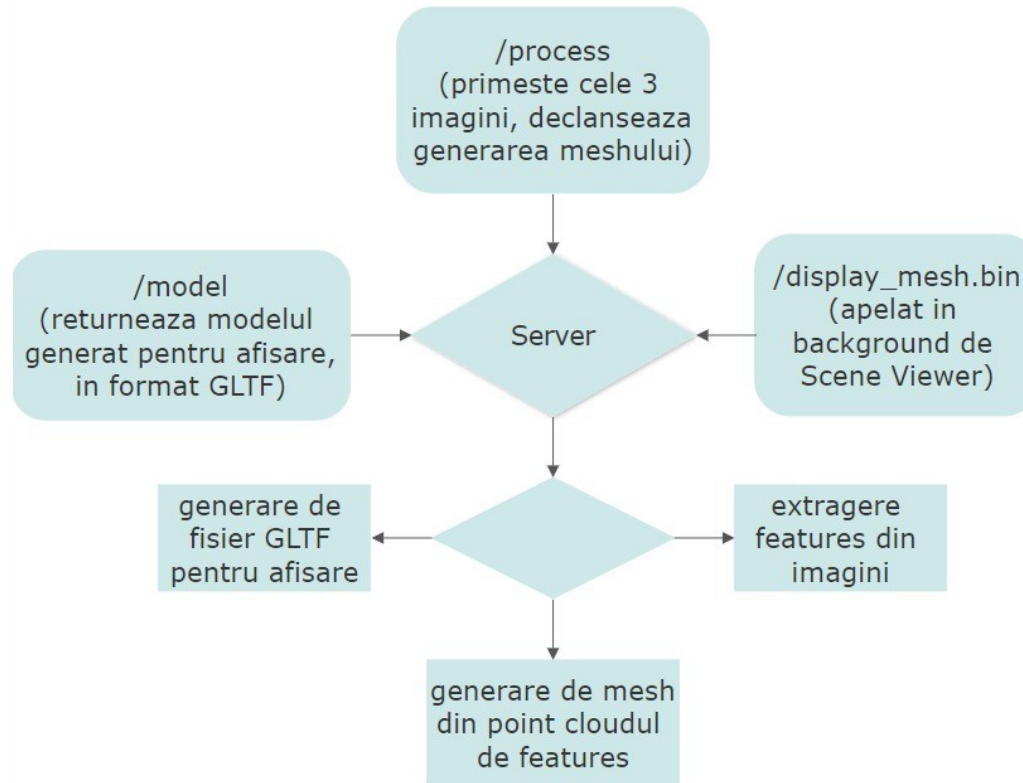 /process
(primeste cele 3
imagini, declanseaza
generarea meshului)
/model
(returneaza modelul
generat pentru afisare,
in format GLTF)
Server
/display_mesh.bin
(apelat in
background de
Scene Viewer)
generare de
fisier GLTF
pentru afisare
extragere
features din
imagini
generare de mesh
din point cloudul
de features